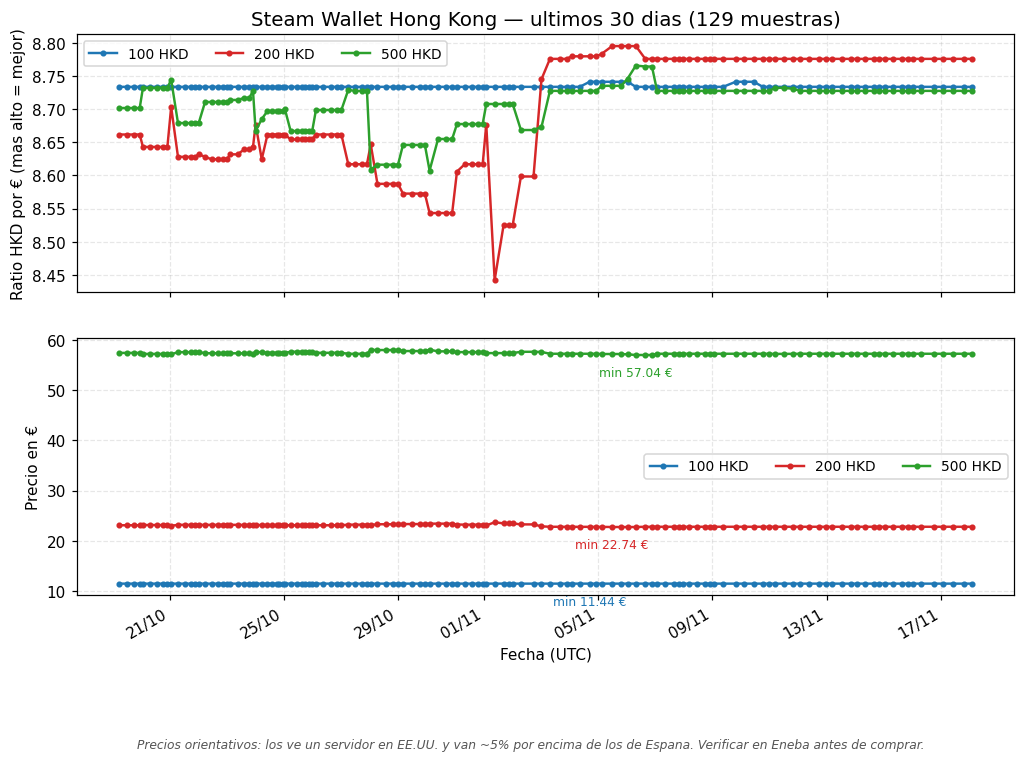 Steam Wallet Hong Kong — ultimos 30 dias (129 muestras)
Ratio HKD por € (mas alto = mejor)
8.80
8.75
8.70
8.65
8.60
8.55
8.50
8.45
100 HKD 200 HKD 500 HKD
Precio en €
60
50
40
30
20
10
min 57.04 €
100 HKD 200 HKD 500 HKD
min 22.74 €
min 11.44 €
21/10 25/10 29/10 01/11 05/11 09/11 13/11 17/11
Fecha (UTC)
Precios orientativos: los ve un servidor en EE.UU. y van ~5% por encima de los de Espana. Verificar en Eneba antes de comprar.